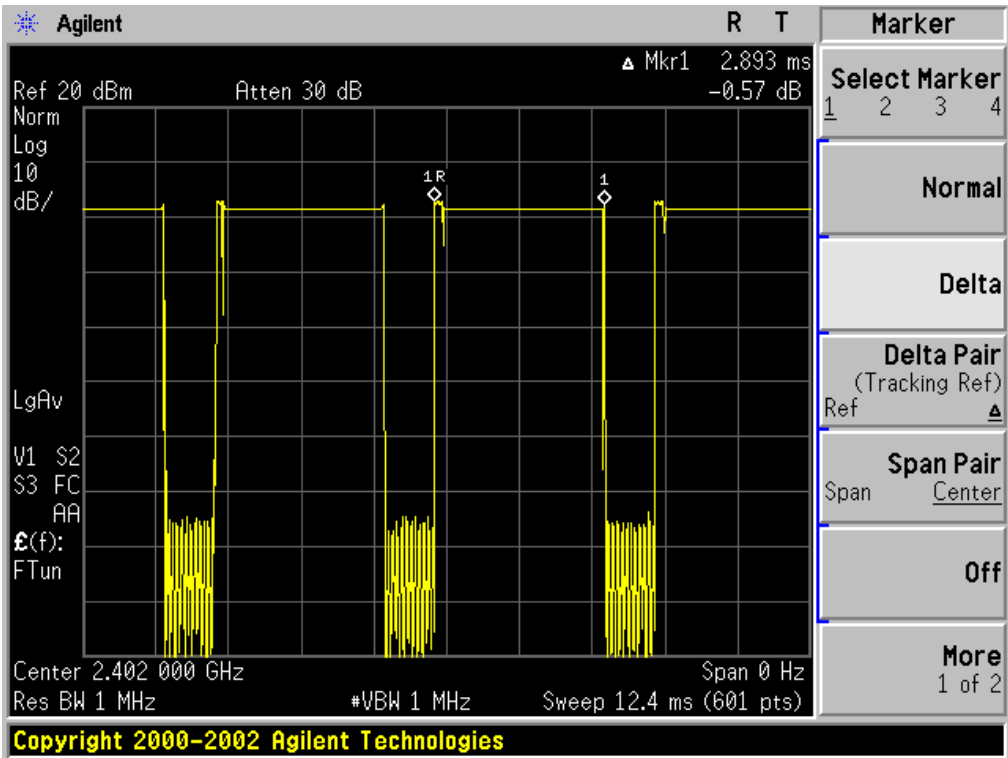 Agilent R T
Δ Mkr1 2.893 ms
Ref 20 dBm Atten 30 dB -0.57 dB
Norm
Log
10
dB/
1R
1
LgAv
V1 S2
S3 FC
AA
£(f):
FTun
Center 2.402 000 GHz Span 0 Hz
Res BW 1 MHz #VBW 1 MHz Sweep 12.4 ms (601 pts)
Copyright 2000-2002 Agilent Technologies
Marker
Select Marker
1 2 3 4
Normal
Delta
Delta Pair
(Tracking Ref)
Ref Δ
Span Pair
Span Center
Off
More
1 of 2